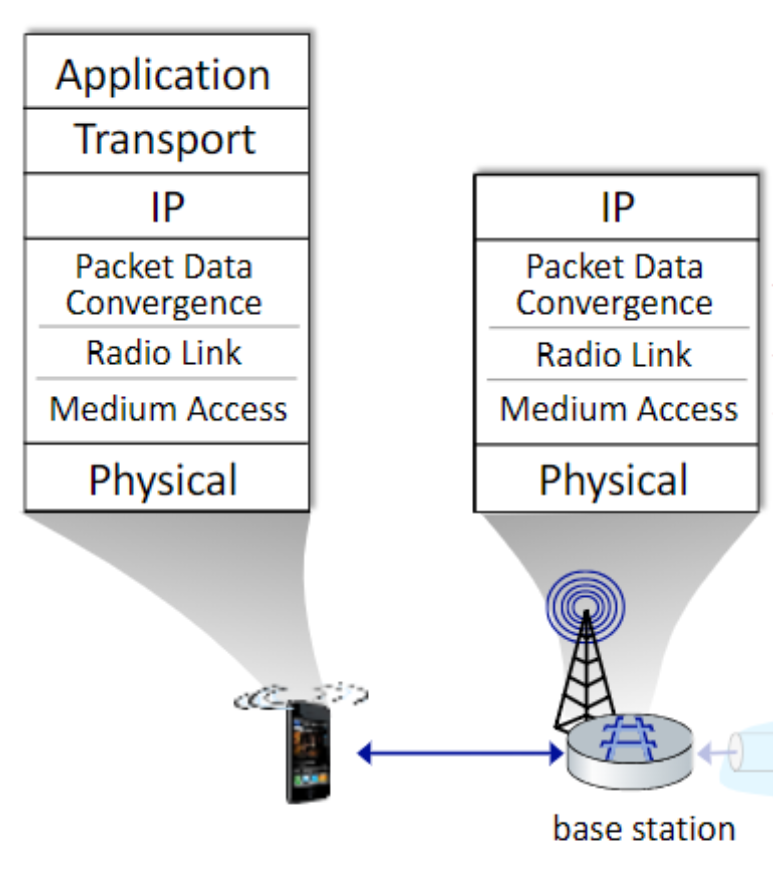 Application
Transport
IP
Packet Data
Convergence
Radio Link
Medium Access
Physical
IP
Packet Data
Convergence
Radio Link
Medium Access
Physical
base station